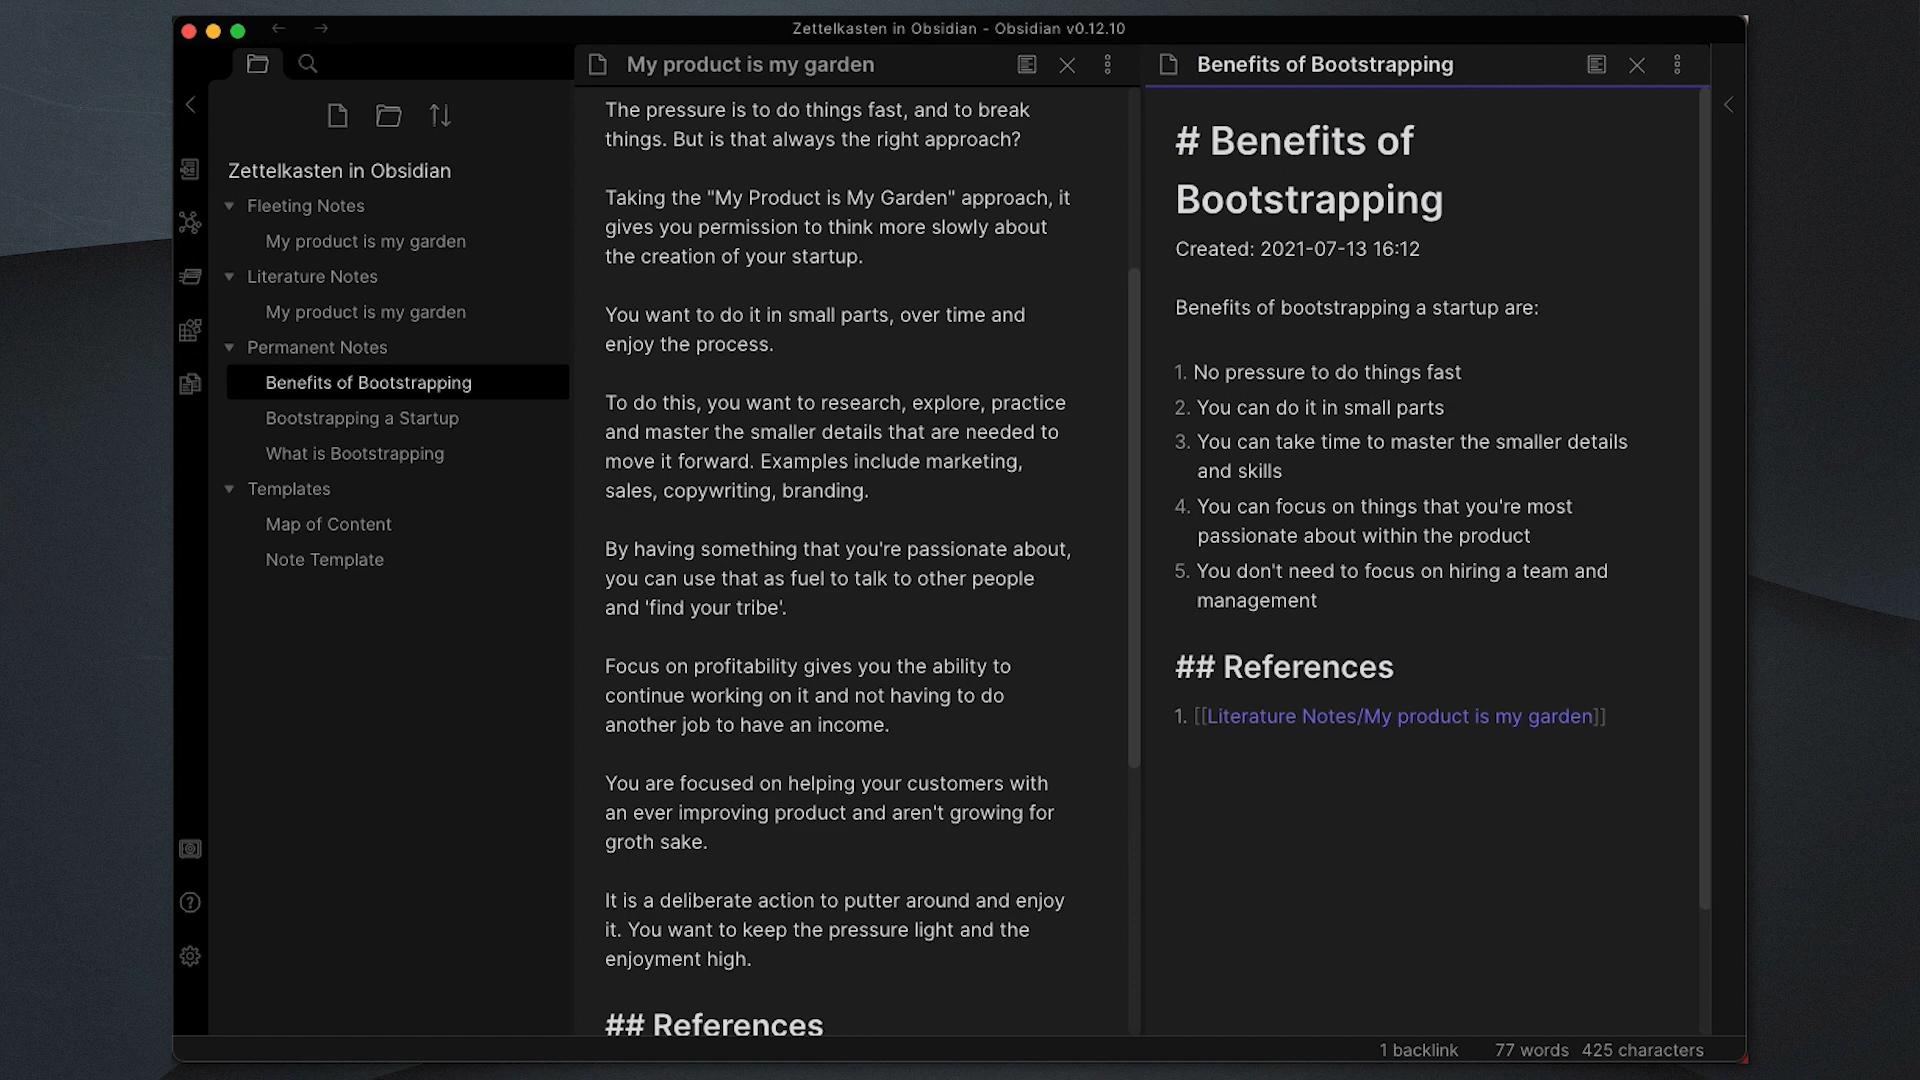 Zettelkasten in Obsidian - Obsidian v0.12.10
Zettelkasten in Obsidian
Fleeting Notes
My product is my garden
Literature Notes
My product is my garden
Permanent Notes
Benefits of Bootstrapping
Bootstrapping a Startup
What is Bootstrapping
Templates
Map of Content
Note Template
My product is my garden
The pressure is to do things fast, and to break
things. But is that always the right approach?
Taking the "My Product is My Garden" approach, it
gives you permission to think more slowly about
the creation of your startup.
You want to do it in small parts, over time and
enjoy the process.
To do this, you want to research, explore, practice
and master the smaller details that are needed to
move it forward. Examples include marketing,
sales, copywriting, branding.
By having something that you're passionate about,
you can use that as fuel to talk to other people
and 'find your tribe'.
Focus on profitability gives you the ability to
continue working on it and not having to do
another job to have an income.
You are focused on helping your customers with
an ever improving product and aren't growing for
groth sake.
It is a deliberate action to putter around and enjoy
it. You want to keep the pressure light and the
enjoyment high.
## References
Benefits of Bootstrapping
# Benefits of
Bootstrapping
Created: 2021-07-13 16:12
Benefits of bootstrapping a startup are:
1. No pressure to do things fast
2. You can do it in small parts
3. You can take time to master the smaller details
and skills
4. You can focus on things that you're most
passionate about within the product
5. You don't need to focus on hiring a team and
management
## References
1. [[Literature Notes/My product is my garden]]
1 backlink 77 words 425 characters